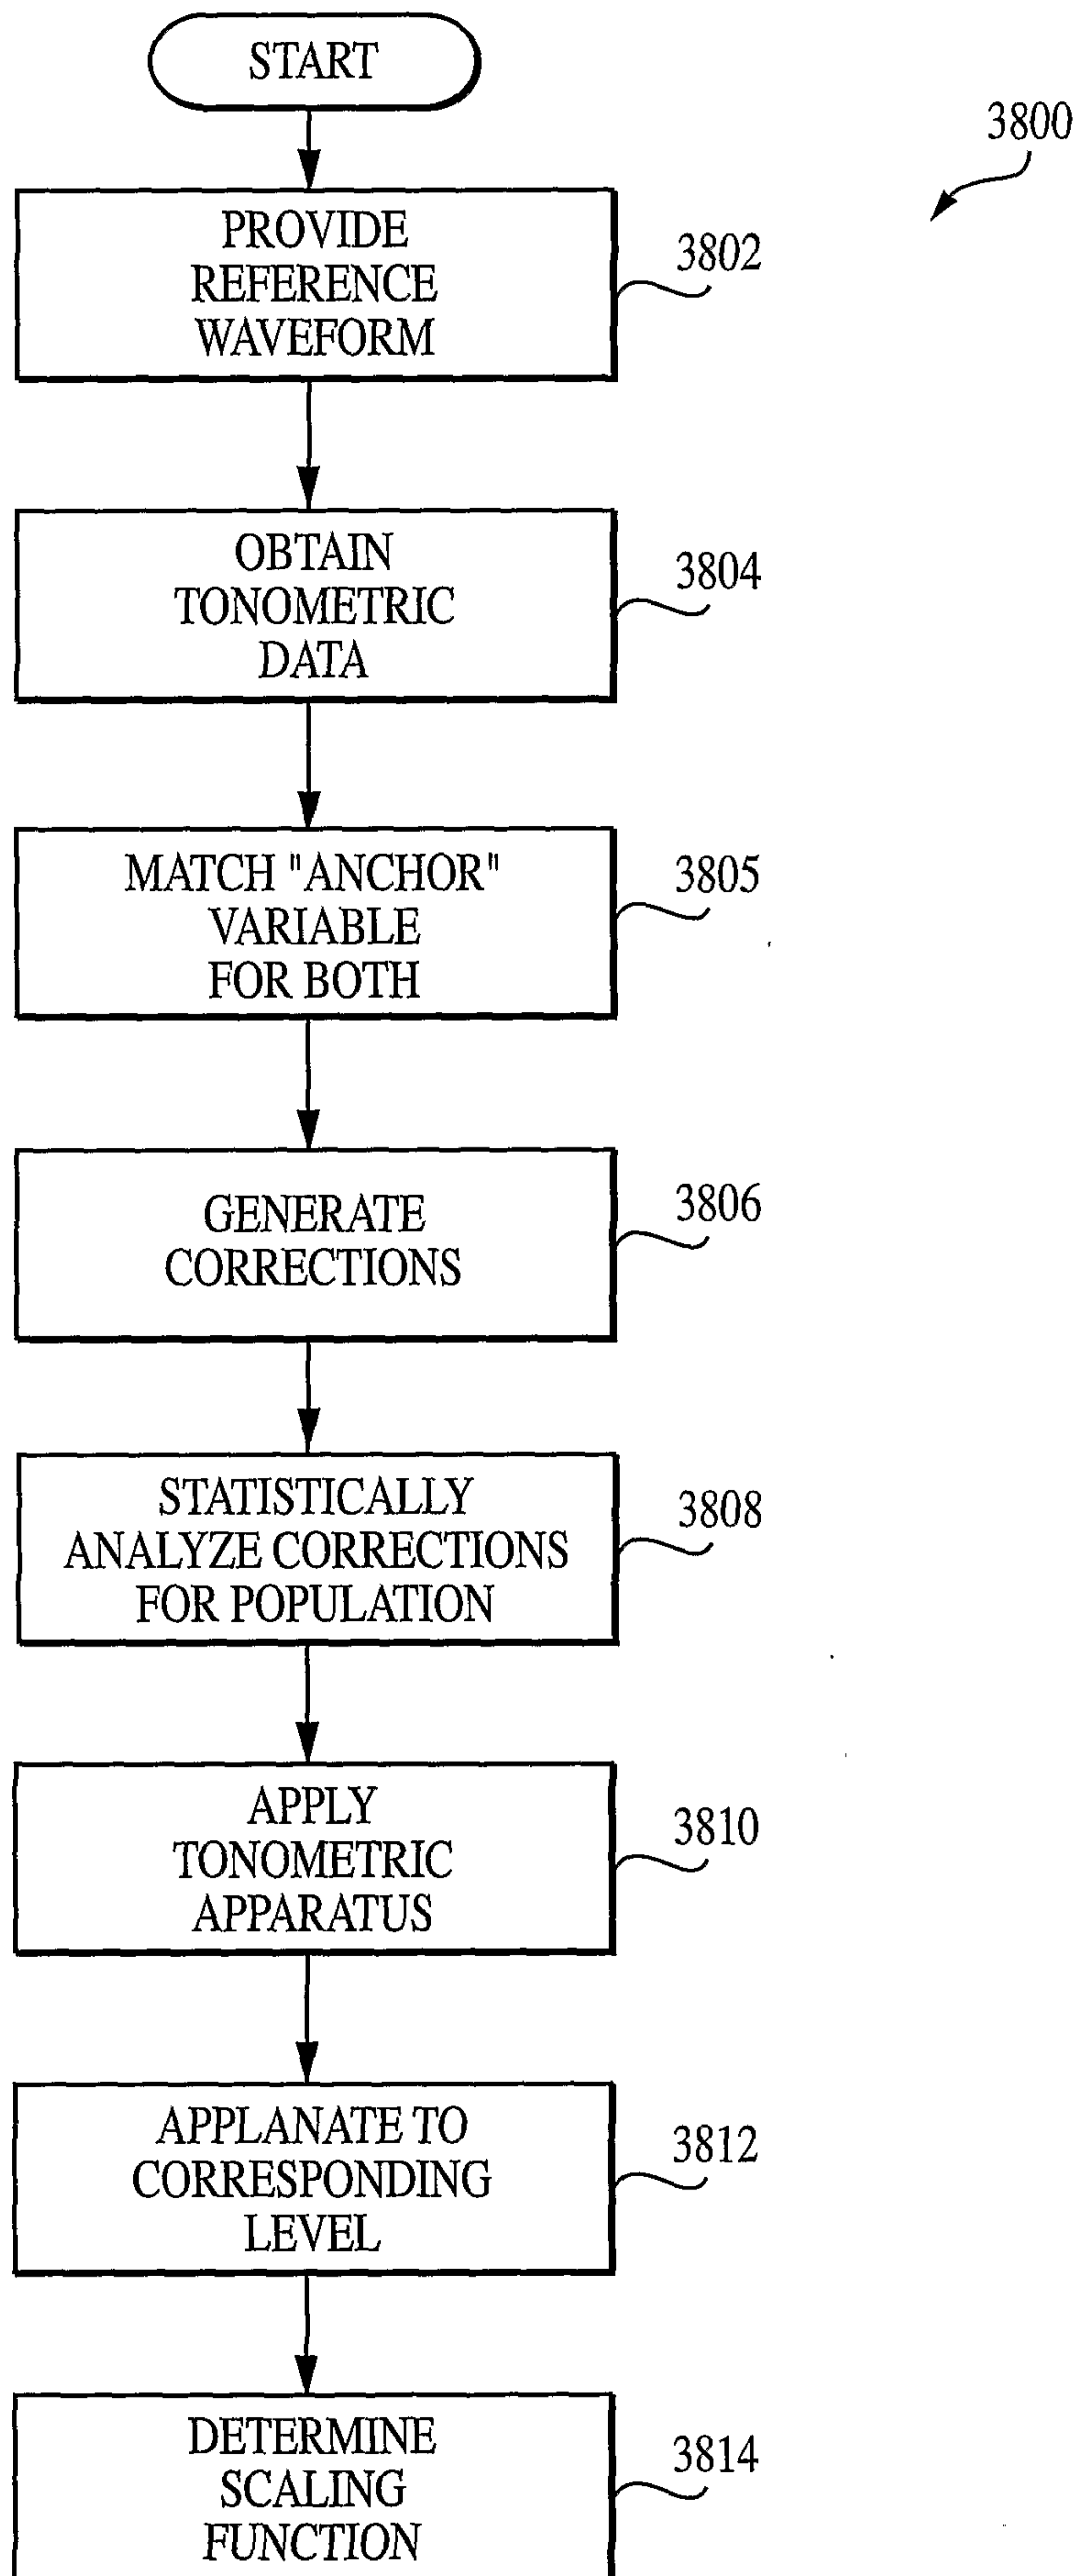 START
3800
PROVIDE
REFERENCE
WAVEFORM
3802
OBTAIN
TONOMETRIC
DATA
3804
MATCH "ANCHOR"
VARIABLE
FOR BOTH
3805
GENERATE
CORRECTIONS
3806
STATISTICALLY
ANALYZE CORRECTIONS
FOR POPULATION
3808
APPLY
TONOMETRIC
APPARATUS
3810
APPLANATE TO
CORRESPONDING
LEVEL
3812
DETERMINE
SCALING
FUNCTION
3814